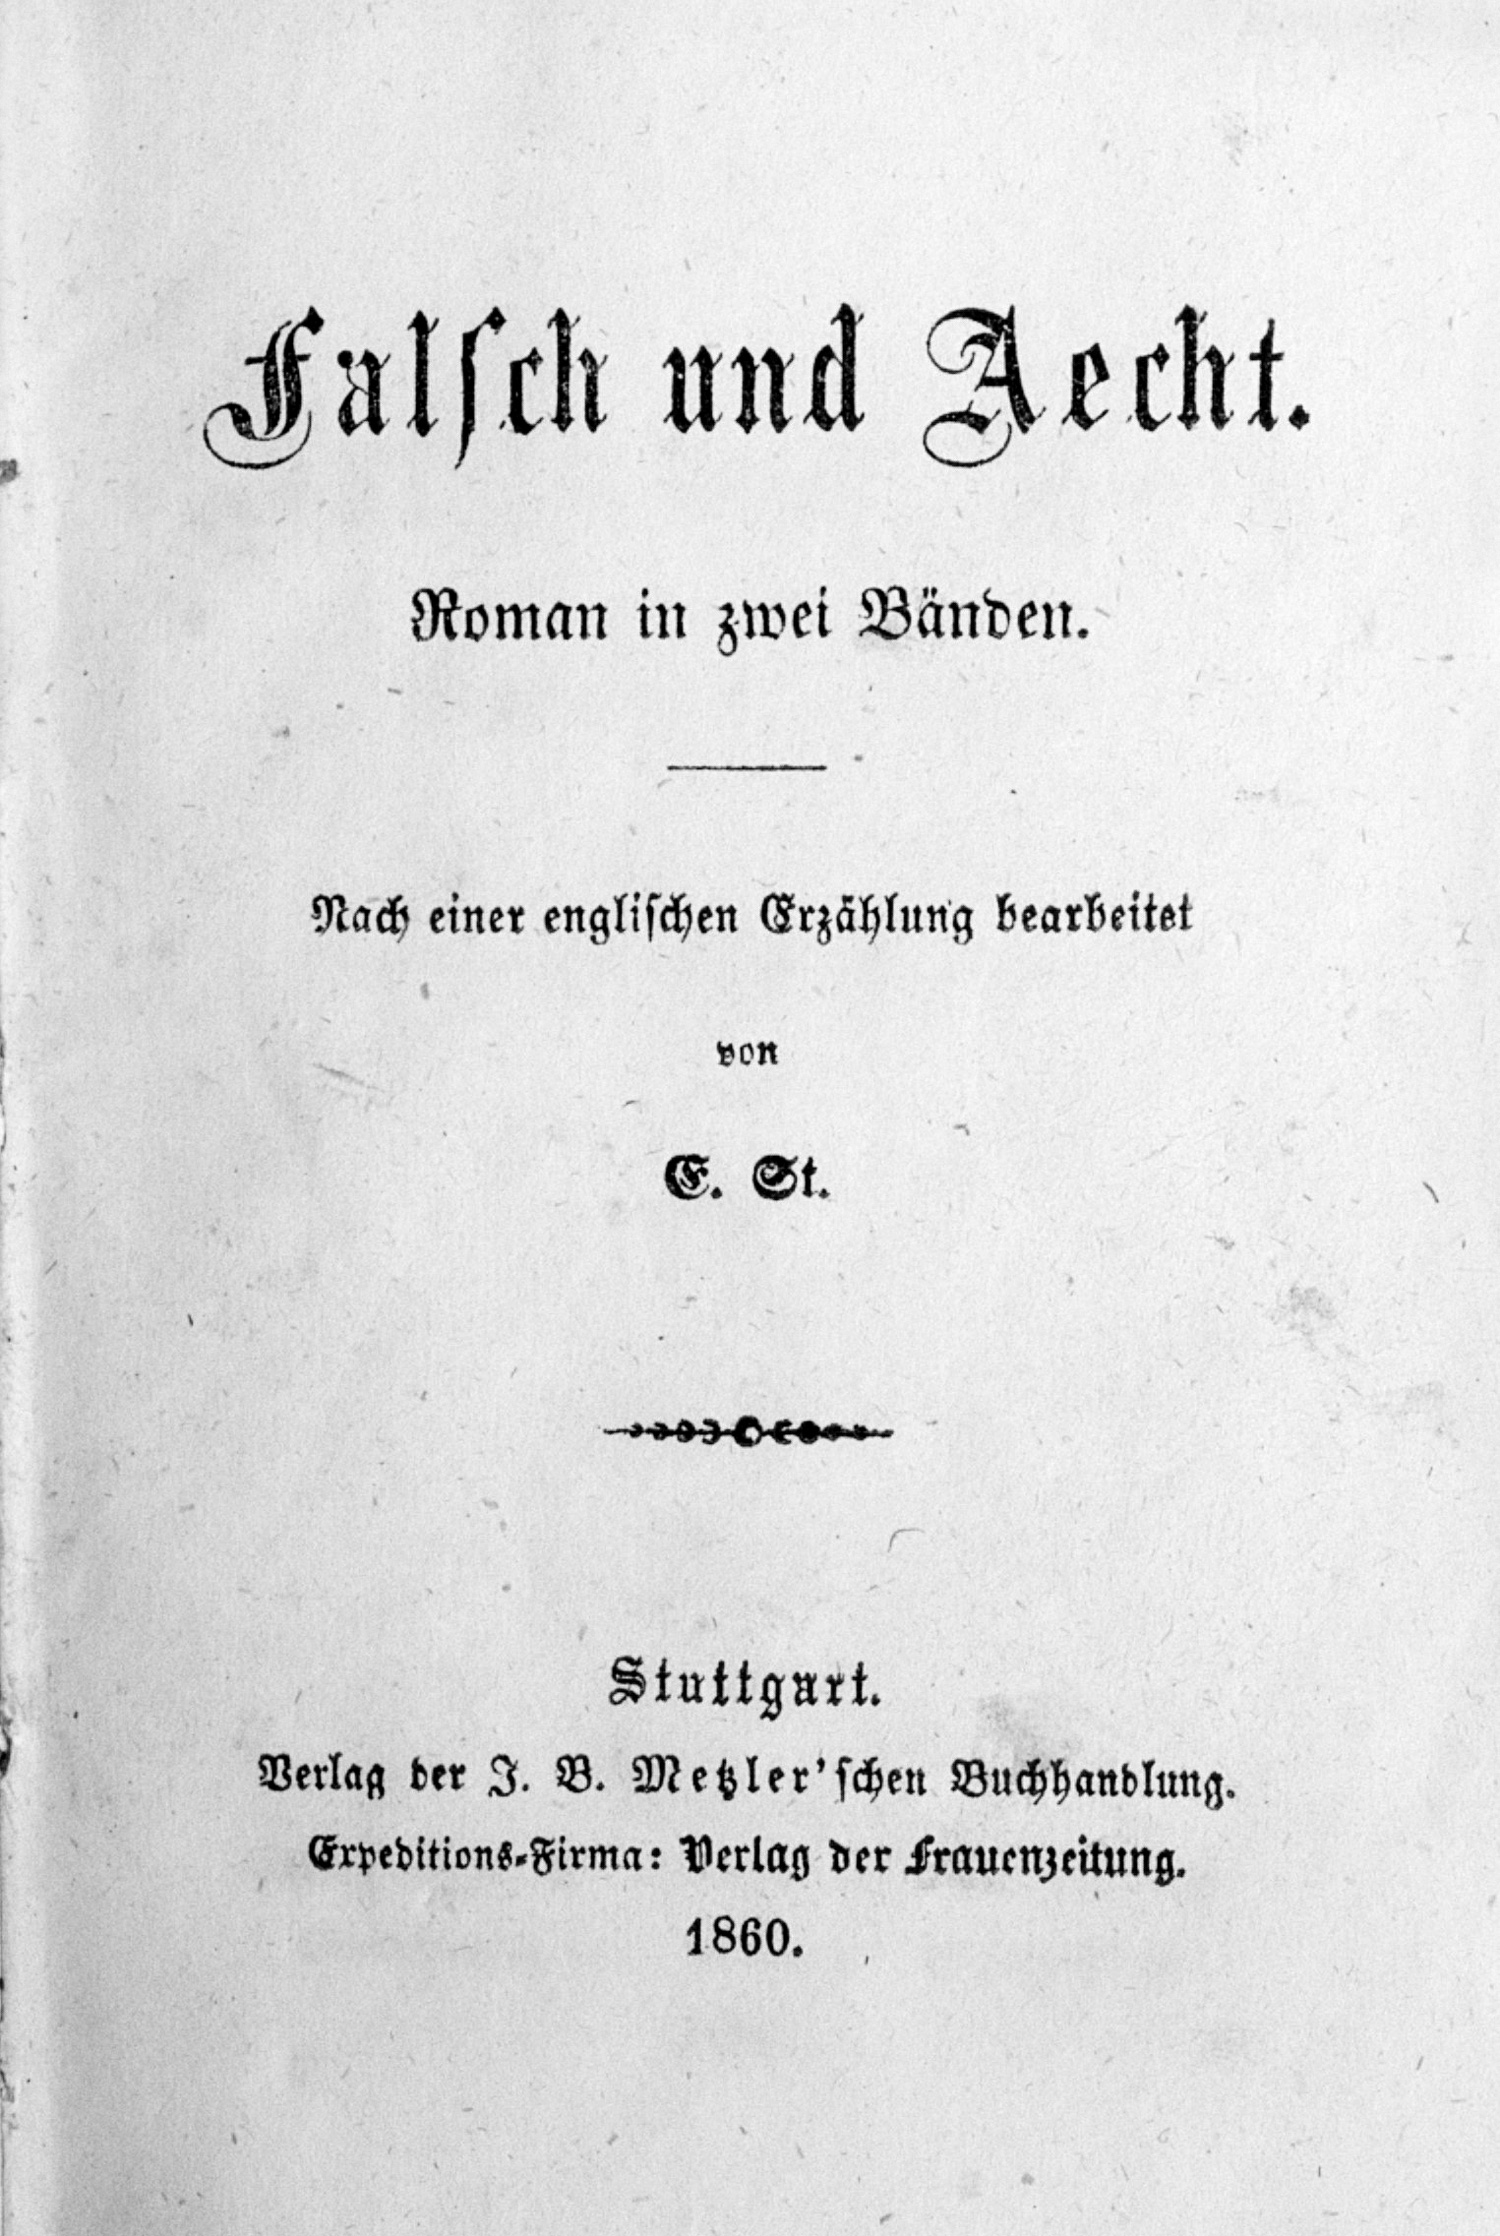 Falſch und Aecht.
Roman in zwei Bänden.
Nach einer engliſchen Erzählung bearbeitet
von
E. St.
Stuttgart.
Verlag der J. B. Metzler'ſchen Buchhandlung.
Expeditions-Firma: Verlag der Frauenzeitung.
1860.